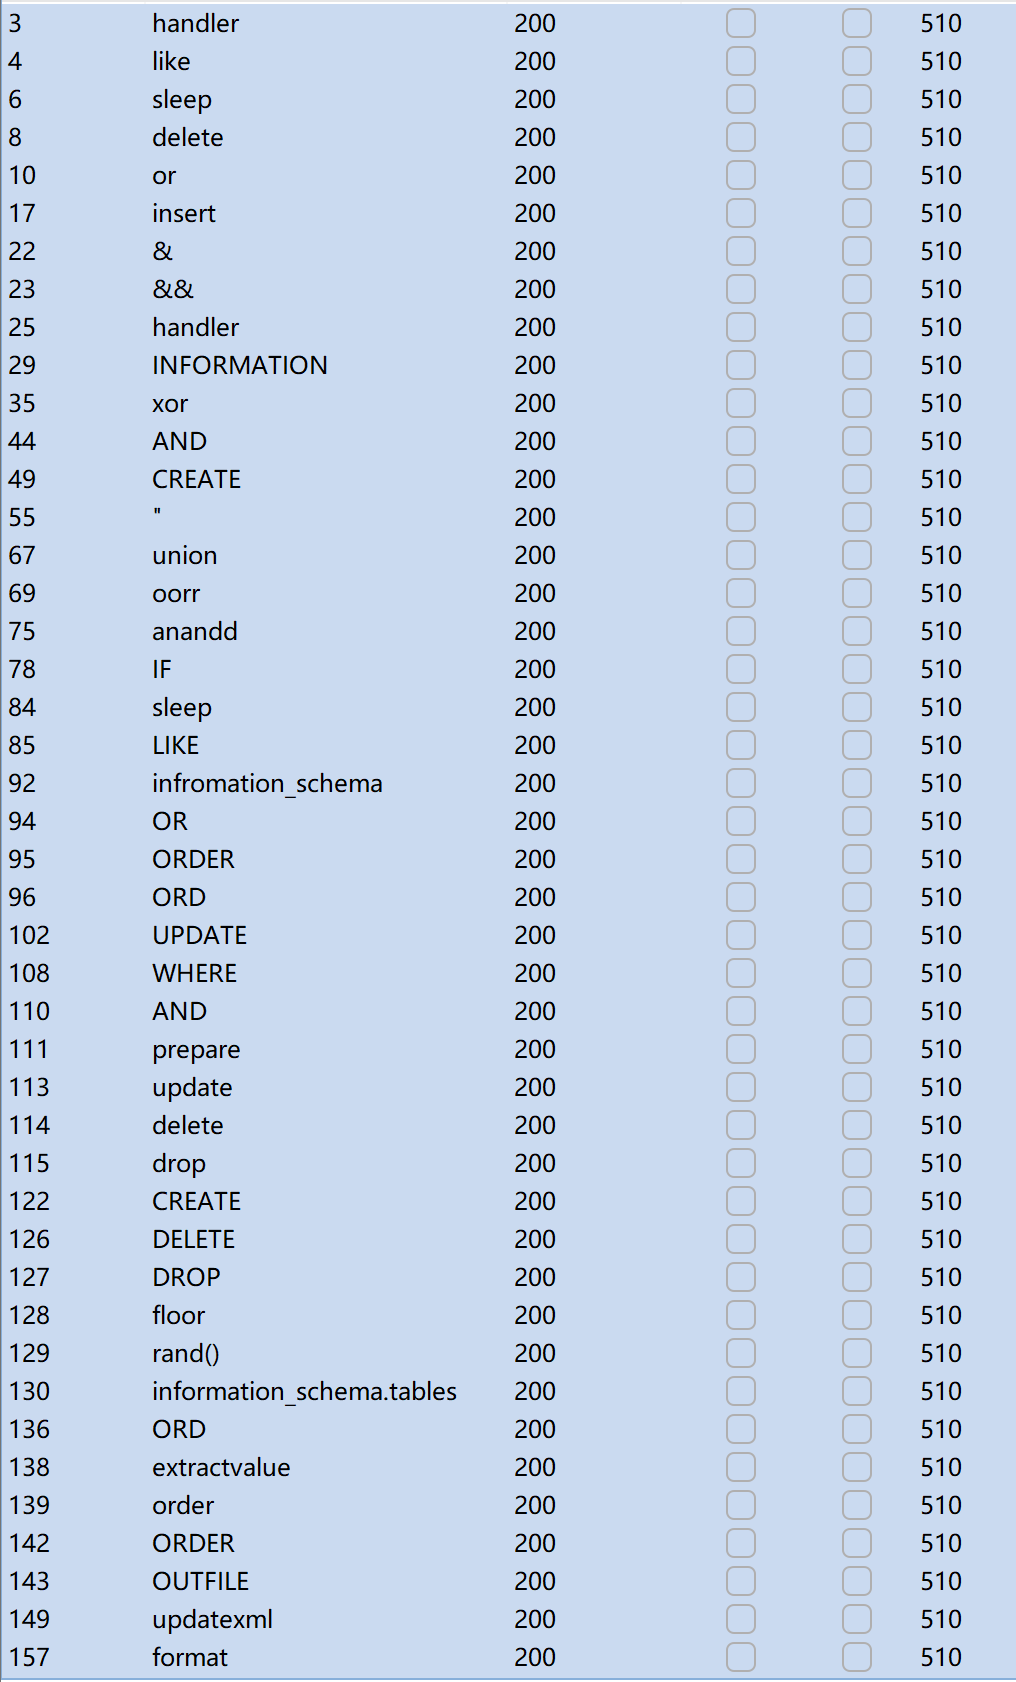 3 handler 200 510
4 like 200 510
6 sleep 200 510
8 delete 200 510
10 or 200 510
17 insert 200 510
22 & 200 510
23 && 200 510
25 handler 200 510
29 INFORMATION 200 510
35 xor 200 510
44 AND 200 510
49 CREATE 200 510
55 " 200 510
67 union 200 510
69 oorr 200 510
75 anandd 200 510
78 IF 200 510
84 sleep 200 510
85 LIKE 200 510
92 infromation_schema 200 510
94 OR 200 510
95 ORDER 200 510
96 ORD 200 510
102 UPDATE 200 510
108 WHERE 200 510
110 AND 200 510
111 prepare 200 510
113 update 200 510
114 delete 200 510
115 drop 200 510
122 CREATE 200 510
126 DELETE 200 510
127 DROP 200 510
128 floor 200 510
129 rand() 200 510
130 information_schema.tables 200 510
136 ORD 200 510
138 extractvalue 200 510
139 order 200 510
142 ORDER 200 510
143 OUTFILE 200 510
149 updatexml 200 510
157 format 200 510